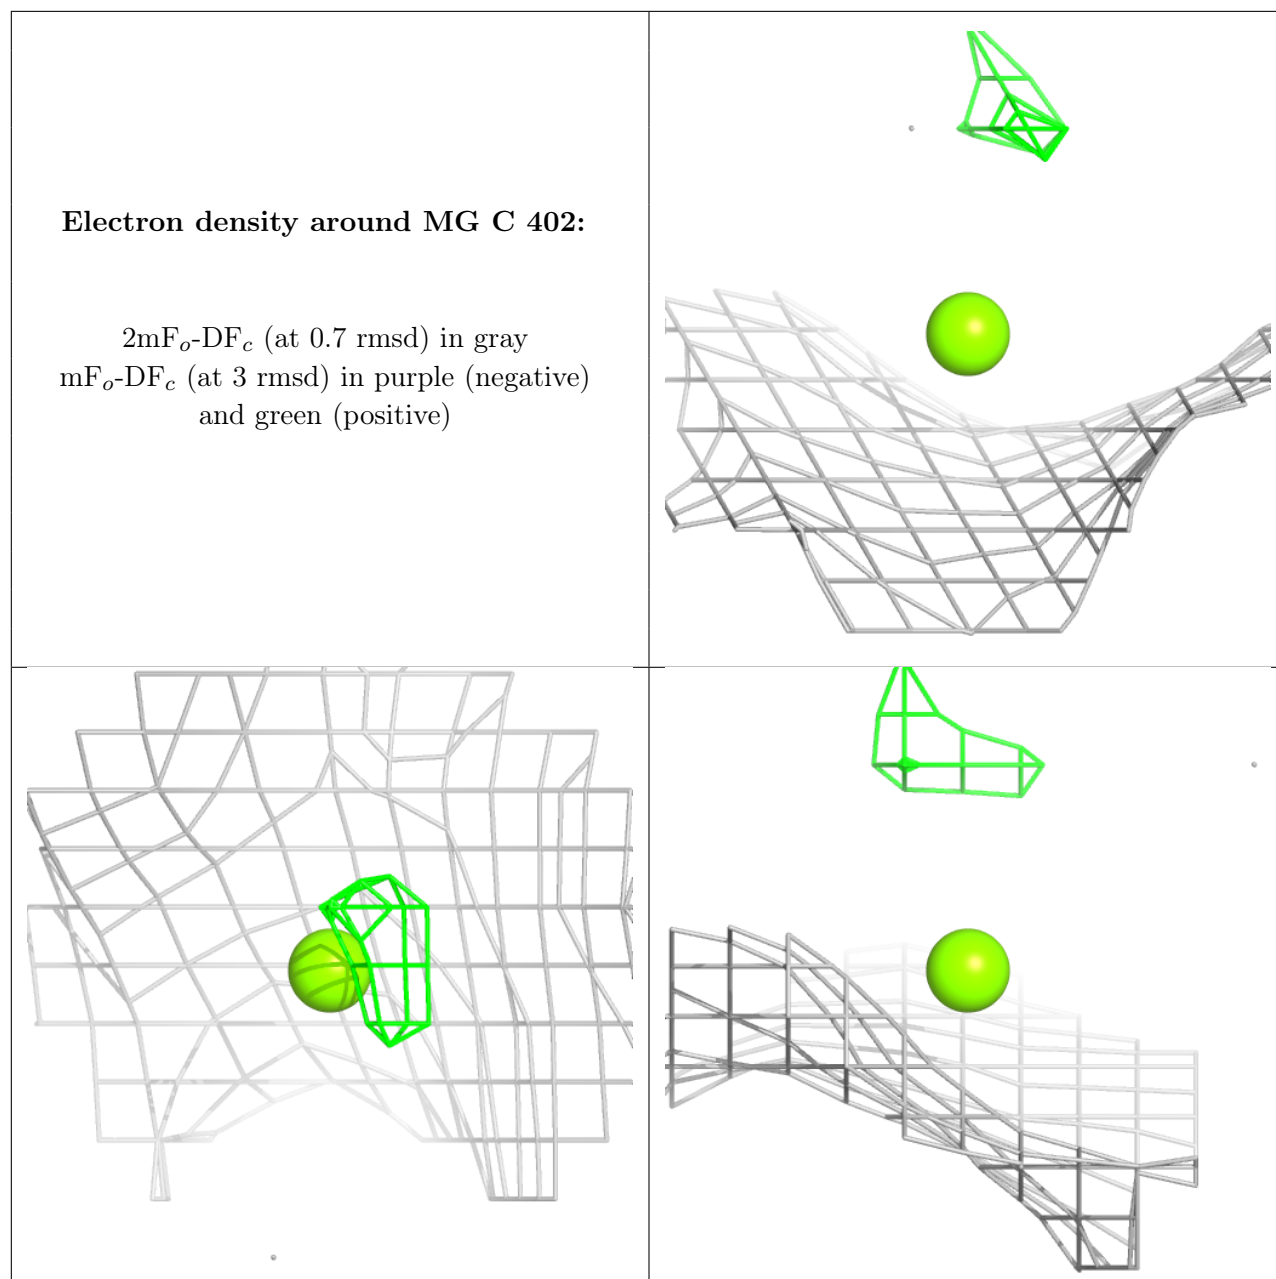 Electron density around MG C 402:
2mFₒ-DF𝒸 (at 0.7 rmsd) in gray
mFₒ-DF𝒸 (at 3 rmsd) in purple (negative)
and green (positive)